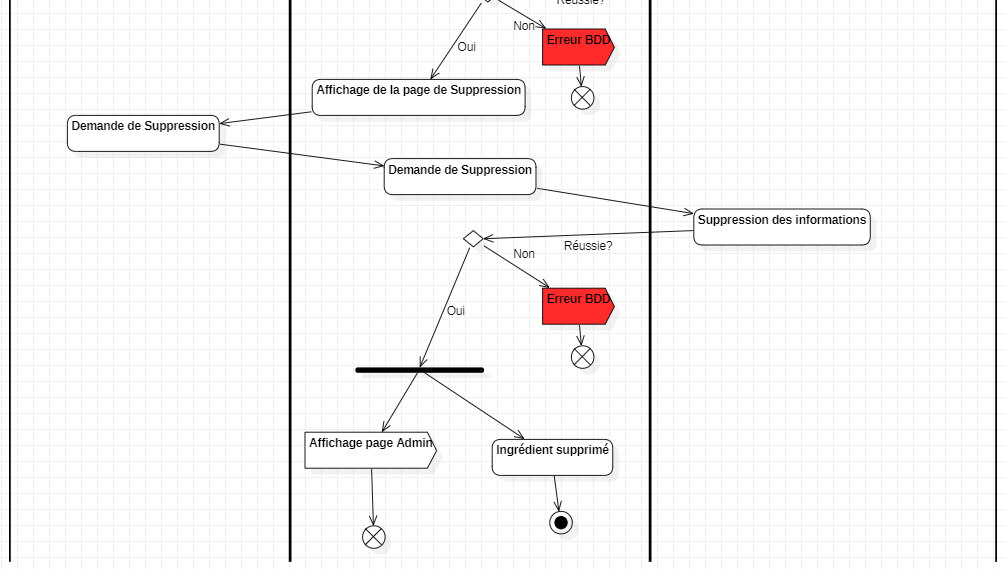 Réussie?
Non
Erreur BDD
Oui
Affichage de la page de Suppression
Demande de Suppression
Demande de Suppression
Suppression des informations
Réussie?
Non
Erreur BDD
Oui
Affichage page Admin
Ingrédient supprimé